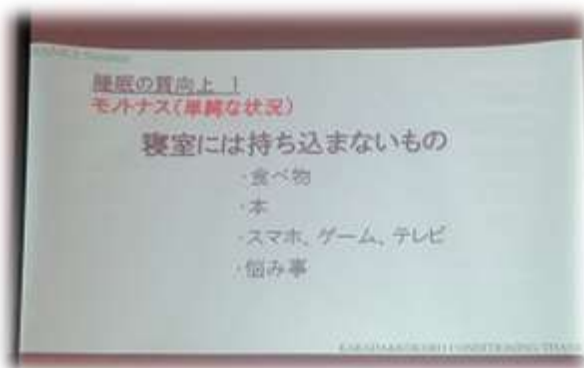 睡眠の質向上 1
モノトナス(単純な状況)
寝室には持ち込まないもの
・食べ物
・本
・スマホ、ゲーム、テレビ
・悩み事